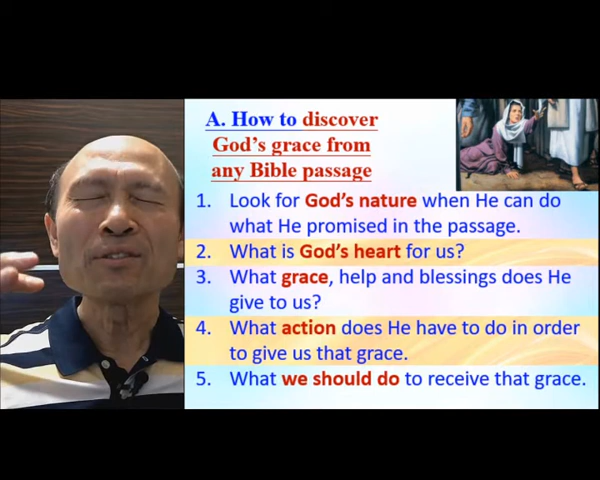 A. How to discover
God's grace from
any Bible passage
1. Look for God's nature when He can do
what He promised in the passage.
2. What is God's heart for us?
3. What grace, help and blessings does He
give to us?
4. What action does He have to do in order
to give us that grace.
5. What we should do to receive that grace.